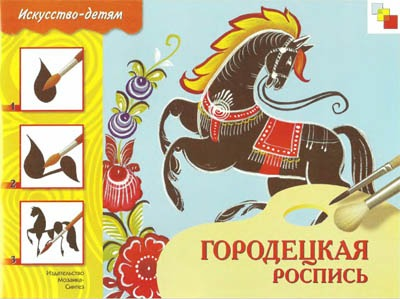 Искусство-детям
1
2
3
Издательство
Мозаика-
Синтез
ГОРОДЕЦКАЯ
РОСПИСЬ